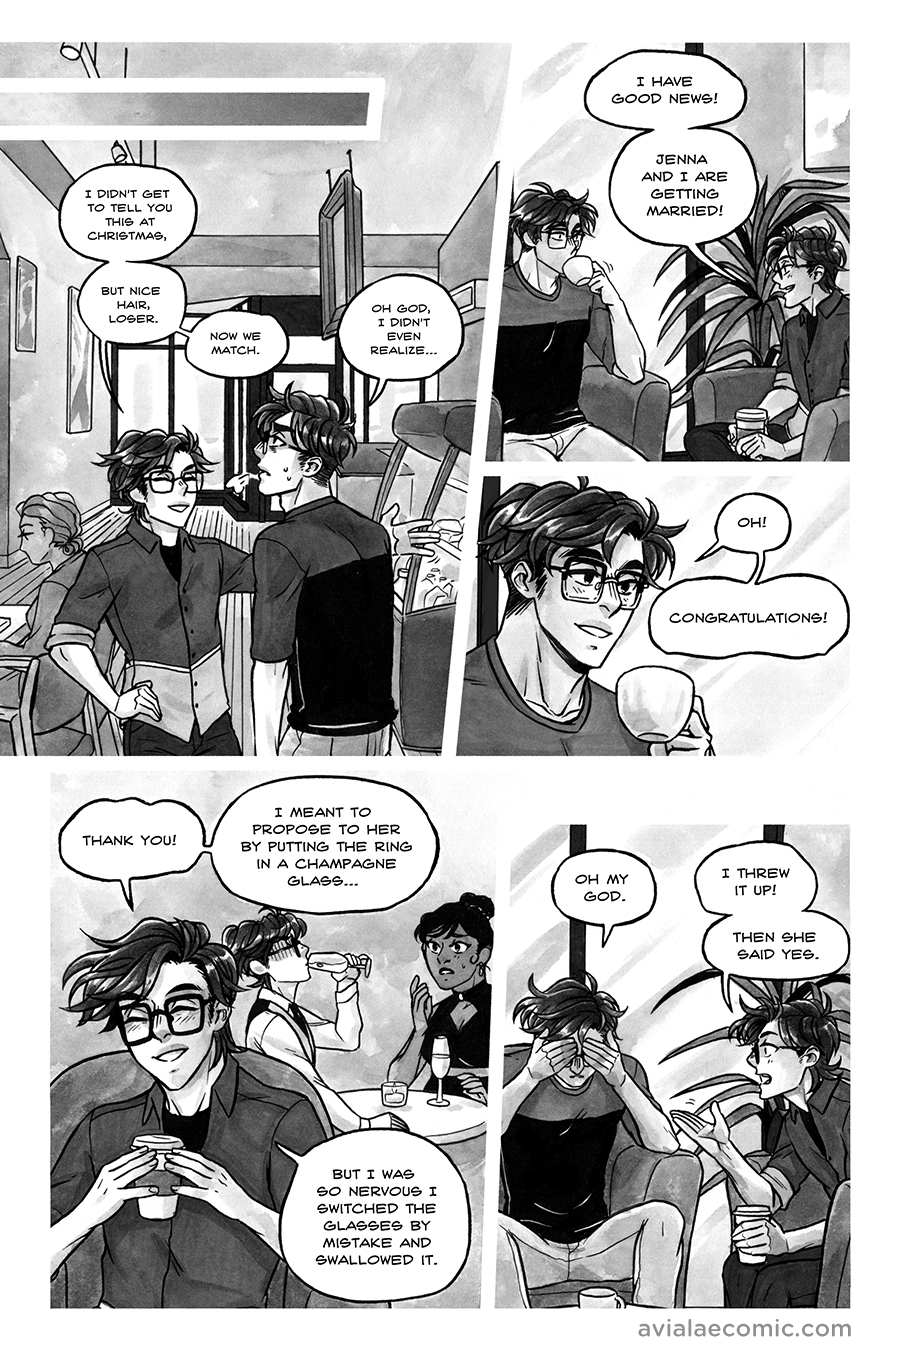 I DIDN'T GET
TO TELL YOU
THIS AT
CHRISTMAS,
BUT NICE
HAIR,
LOSER.
NOW WE
MATCH.
OH GOD,
I DIDN'T
EVEN
REALIZE...
I HAVE
GOOD NEWS!
JENNA
AND I ARE
GETTING
MARRIED!
OH!
CONGRATULATIONS!
THANK YOU!
I MEANT TO
PROPOSE TO HER
BY PUTTING THE RING
IN A CHAMPAGNE
GLASS...
BUT I WAS
SO NERVOUS I
SWITCHED THE
GLASSES BY
MISTAKE AND
SWALLOWED IT.
OH MY
GOD.
I THREW
IT UP!
THEN SHE
SAID YES.
avialaecomic.com